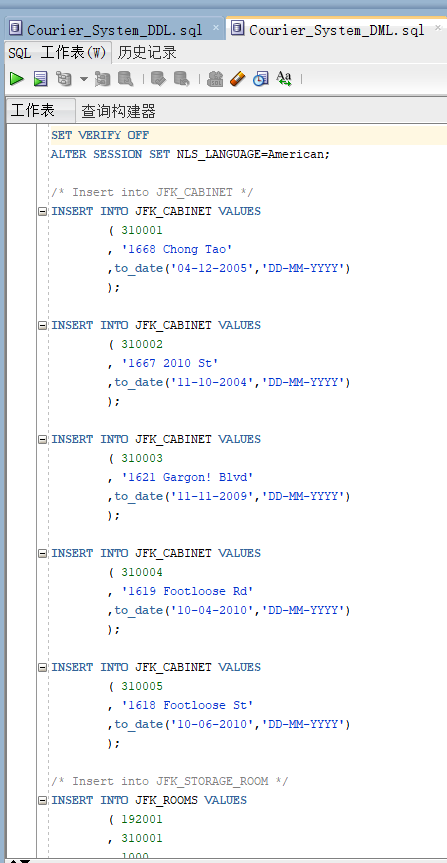 Courier_System_DDL.sql × Courier_System_DML.sql ×
SQL 工作表(W) 历史记录
Aa
工作表 查询构建器
SET VERIFY OFF
ALTER SESSION SET NLS_LANGUAGE=American;
/* Insert into JFK_CABINET */
INSERT INTO JFK_CABINET VALUES
( 310001
, '1668 Chong Tao'
,to_date('04-12-2005','DD-MM-YYYY')
);
INSERT INTO JFK_CABINET VALUES
( 310002
, '1667 2010 St'
,to_date('11-10-2004','DD-MM-YYYY')
);
INSERT INTO JFK_CABINET VALUES
( 310003
, '1621 Gargon! Blvd'
,to_date('11-11-2009','DD-MM-YYYY')
);
INSERT INTO JFK_CABINET VALUES
( 310004
, '1619 Footloose Rd'
,to_date('10-04-2010','DD-MM-YYYY')
);
INSERT INTO JFK_CABINET VALUES
( 310005
, '1618 Footloose St'
,to_date('10-06-2010','DD-MM-YYYY')
);
/* Insert into JFK_STORAGE_ROOM */
INSERT INTO JFK_ROOMS VALUES
( 192001
, 310001
, 1000